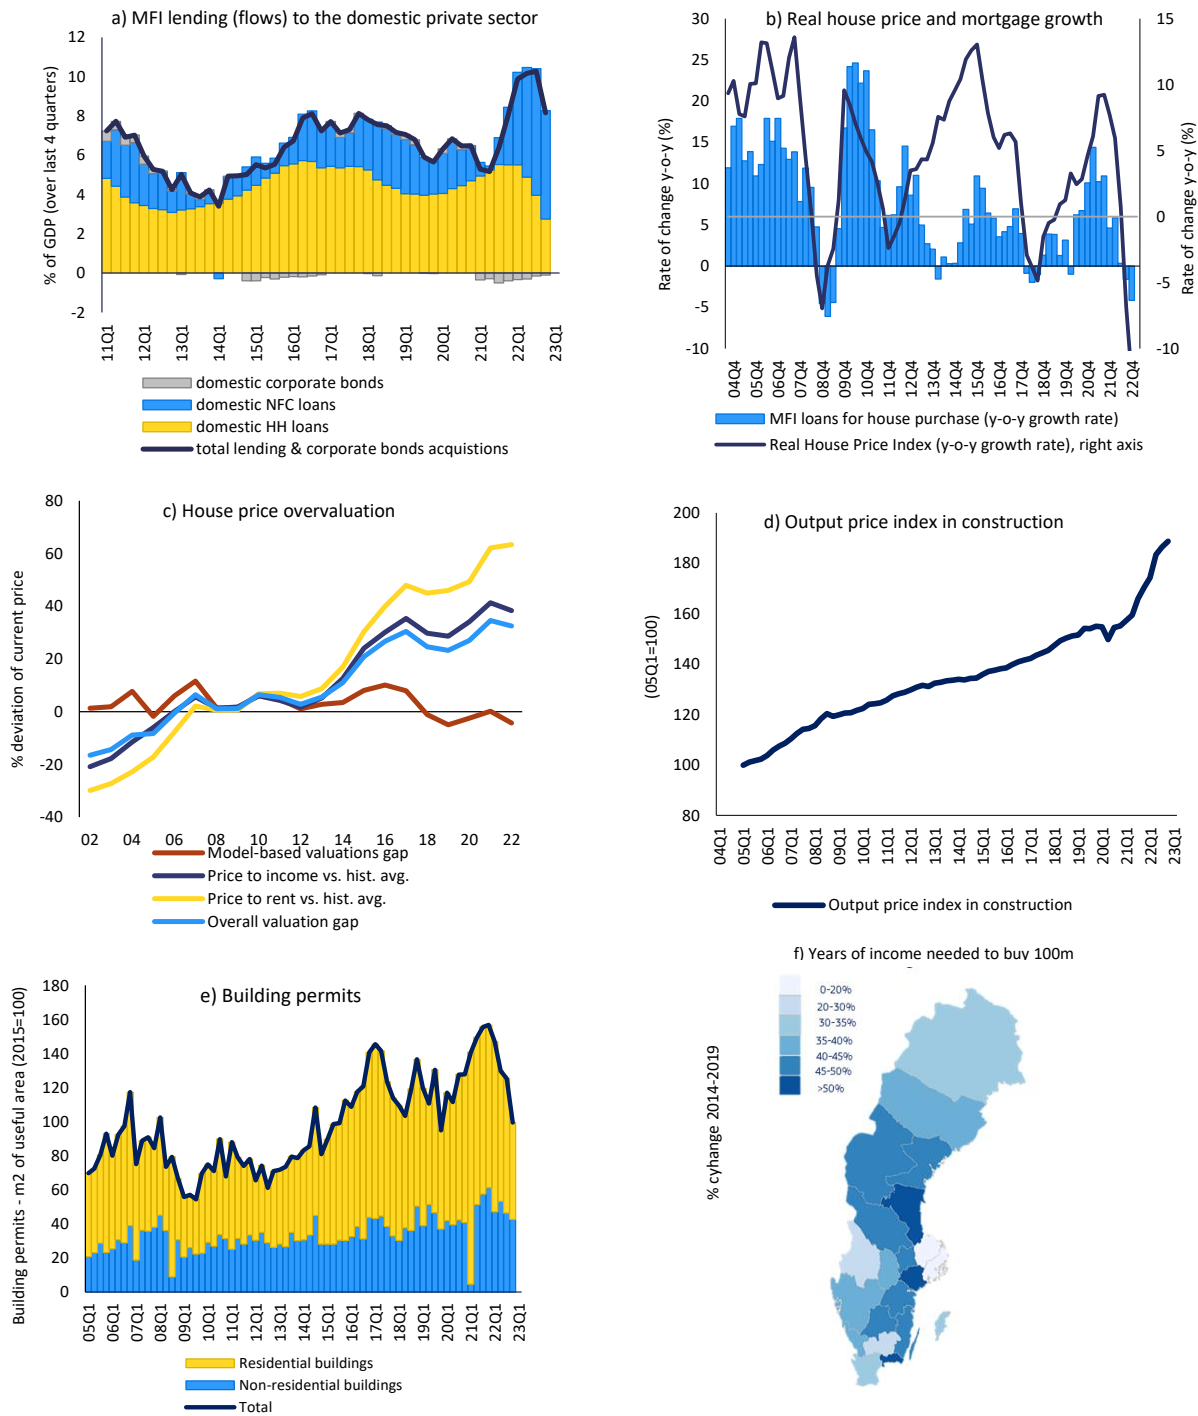 a) MFI lending (flows) to the domestic private sector
% of GDP (over last 4 quarters)
12
10
8
6
4
2
0
-2
11Q1 12Q1 13Q1 14Q1 15Q1 16Q1 17Q1 18Q1 19Q1 20Q1 21Q1 22Q1 23Q1
domestic corporate bonds
domestic NFC loans
domestic HH loans
total lending & corporate bonds acquistions
b) Real house price and mortgage growth
Rate of change y-o-y (%)
30
25
20
15
10
5
0
-5
-10
15
10
5
0
-5
-10
Rate of change y-o-y (%)
04Q4 05Q4 06Q4 07Q4 08Q4 09Q4 10Q4 11Q4 12Q4 13Q4 14Q4 15Q4 16Q4 17Q4 18Q4 19Q4 20Q4 21Q4 22Q4
MFI loans for house purchase (y-o-y growth rate)
Real House Price Index (y-o-y growth rate), right axis
c) House price overvaluation
% deviation of current price
80
60
40
20
0
-20
-40
02 04 06 08 10 12 14 16 18 20 22
Model-based valuations gap
Price to income vs. hist. avg.
Price to rent vs. hist. avg.
Overall valuation gap
d) Output price index in construction
(05Q1=100)
200
180
160
140
120
100
80
04Q1 05Q1 06Q1 07Q1 08Q1 09Q1 10Q1 11Q1 12Q1 13Q1 14Q1 15Q1 16Q1 17Q1 18Q1 19Q1 20Q1 21Q1 22Q1 23Q1
Output price index in construction
e) Building permits
Building permits - m2 of useful area (2015=100)
180
160
140
120
100
80
60
40
20
0
05Q1 06Q1 07Q1 08Q1 09Q1 10Q1 11Q1 12Q1 13Q1 14Q1 15Q1 16Q1 17Q1 18Q1 19Q1 20Q1 21Q1 22Q1 23Q1
Residential buildings
Non-residential buildings
Total
f) Years of income needed to buy 100m
% cyhange 2014-2019
0-20%
20-30%
30-35%
35-40%
40-45%
45-50%
>50%